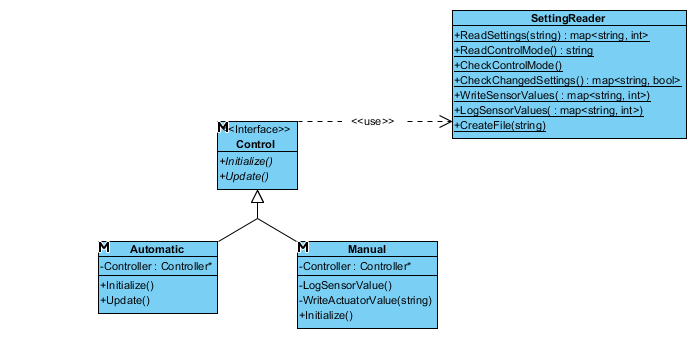 SettingReader
+ReadSettings(string) : map<string, int>
+ReadControlMode() : string
+CheckControlMode()
+CheckChangedSettings() : map<string, bool>
+WriteSensorValues( : map<string, int>)
+LogSensorValues( : map<string, int>)
+CreateFile(string)
<<use>>
M
<Interface>>
Control
+Initialize()
+Update()
M
Automatic
-Controller : Controller*
+Initialize()
+Update()
M
Manual
-Controller : Controller*
-LogSensorValue()
-WriteActuatorValue(string)
+Initialize()